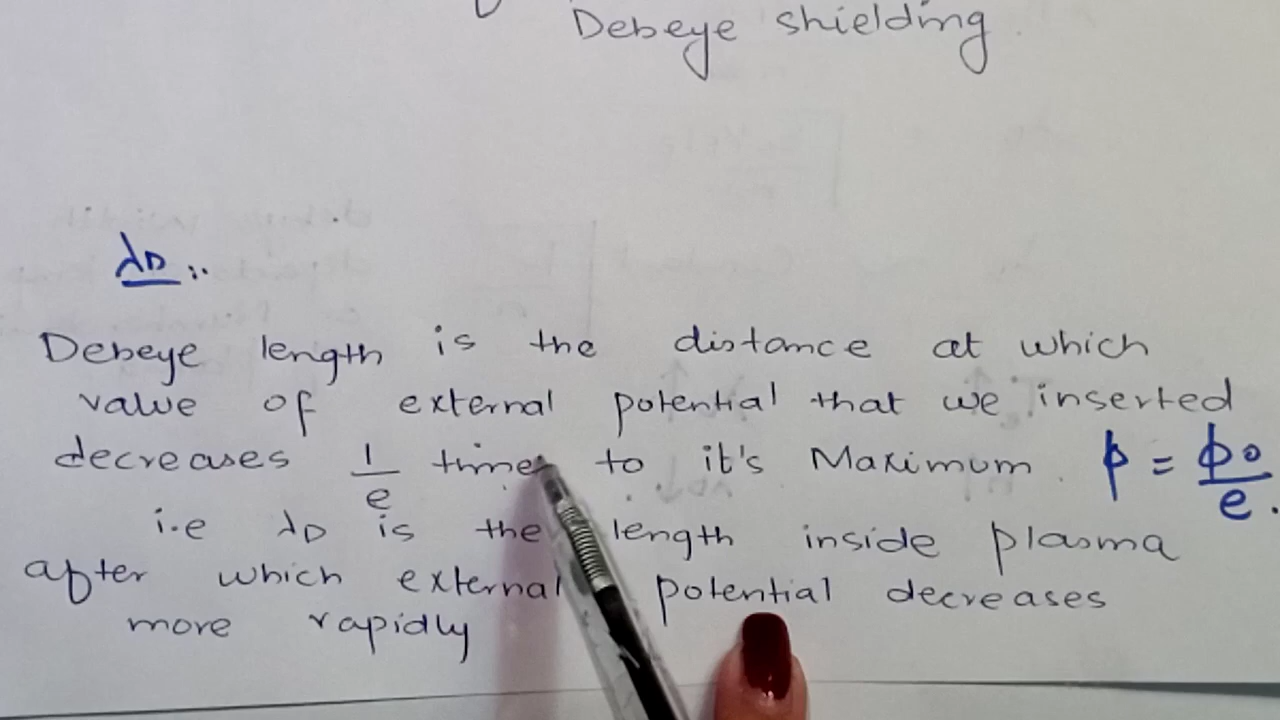 Debeye shielding
λD :.
Debeye length is the distance at which
value of external potential that we inserted
decreases 1/e times to it's Maximum. ϕ = ϕ0/e.
i.e λD is the length inside plasma
after which external potential decreases
more rapidly